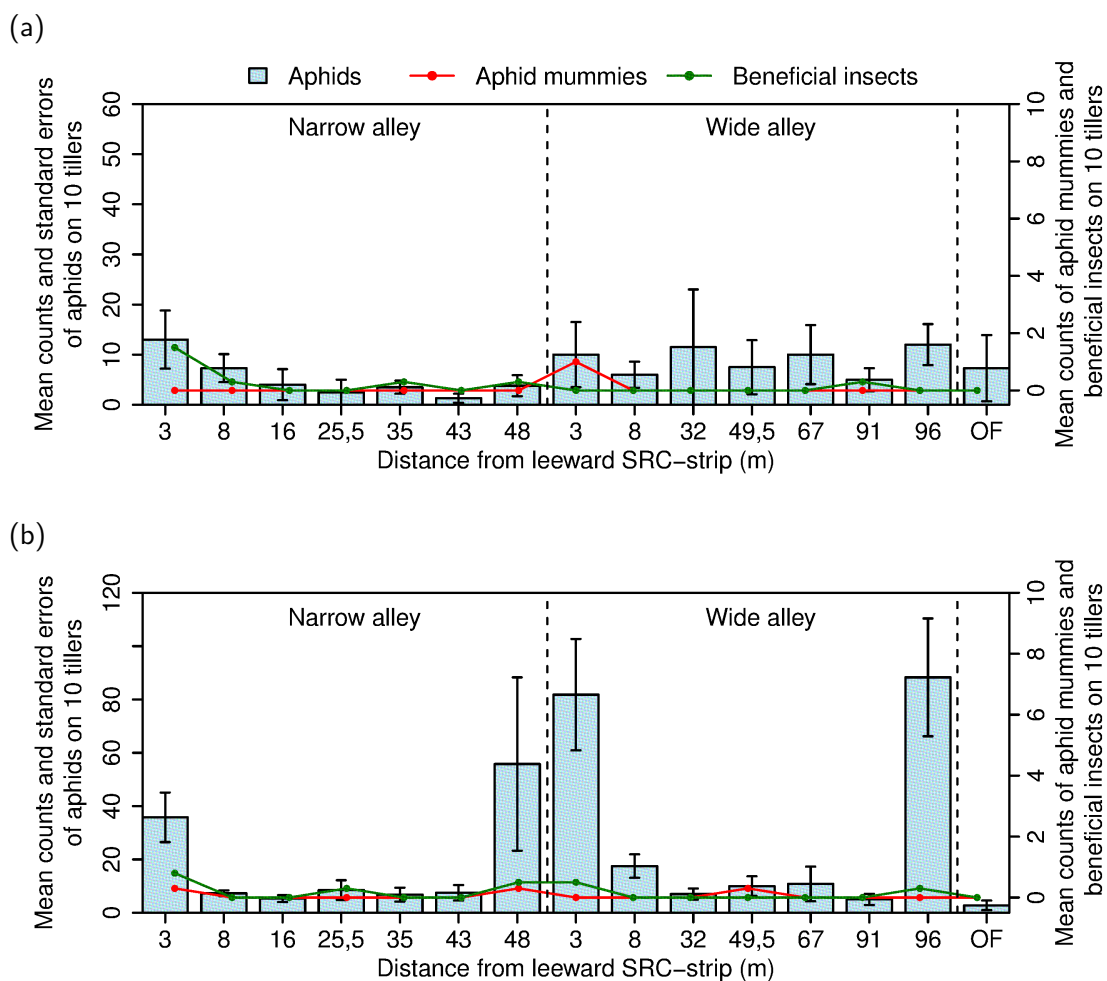 (a)
Aphids Aphid mummies Beneficial insects
Mean counts and standard errors
of aphids on 10 tillers
0 10 20 30 40 50 60
Narrow alley Wide alley
0 2 4 6 8 10
Mean counts of aphid mummies and
beneficial insects on 10 tillers
3 8 16 25,5 35 43 48 3 8 32 49,5 67 91 96 OF
Distance from leeward SRC−strip (m)
(b)
Mean counts and standard errors
of aphids on 10 tillers
0 20 40 60 80 120
Narrow alley Wide alley
0 2 4 6 8 10
Mean counts of aphid mummies and
beneficial insects on 10 tillers
3 8 16 25,5 35 43 48 3 8 32 49,5 67 91 96 OF
Distance from leeward SRC−strip (m)